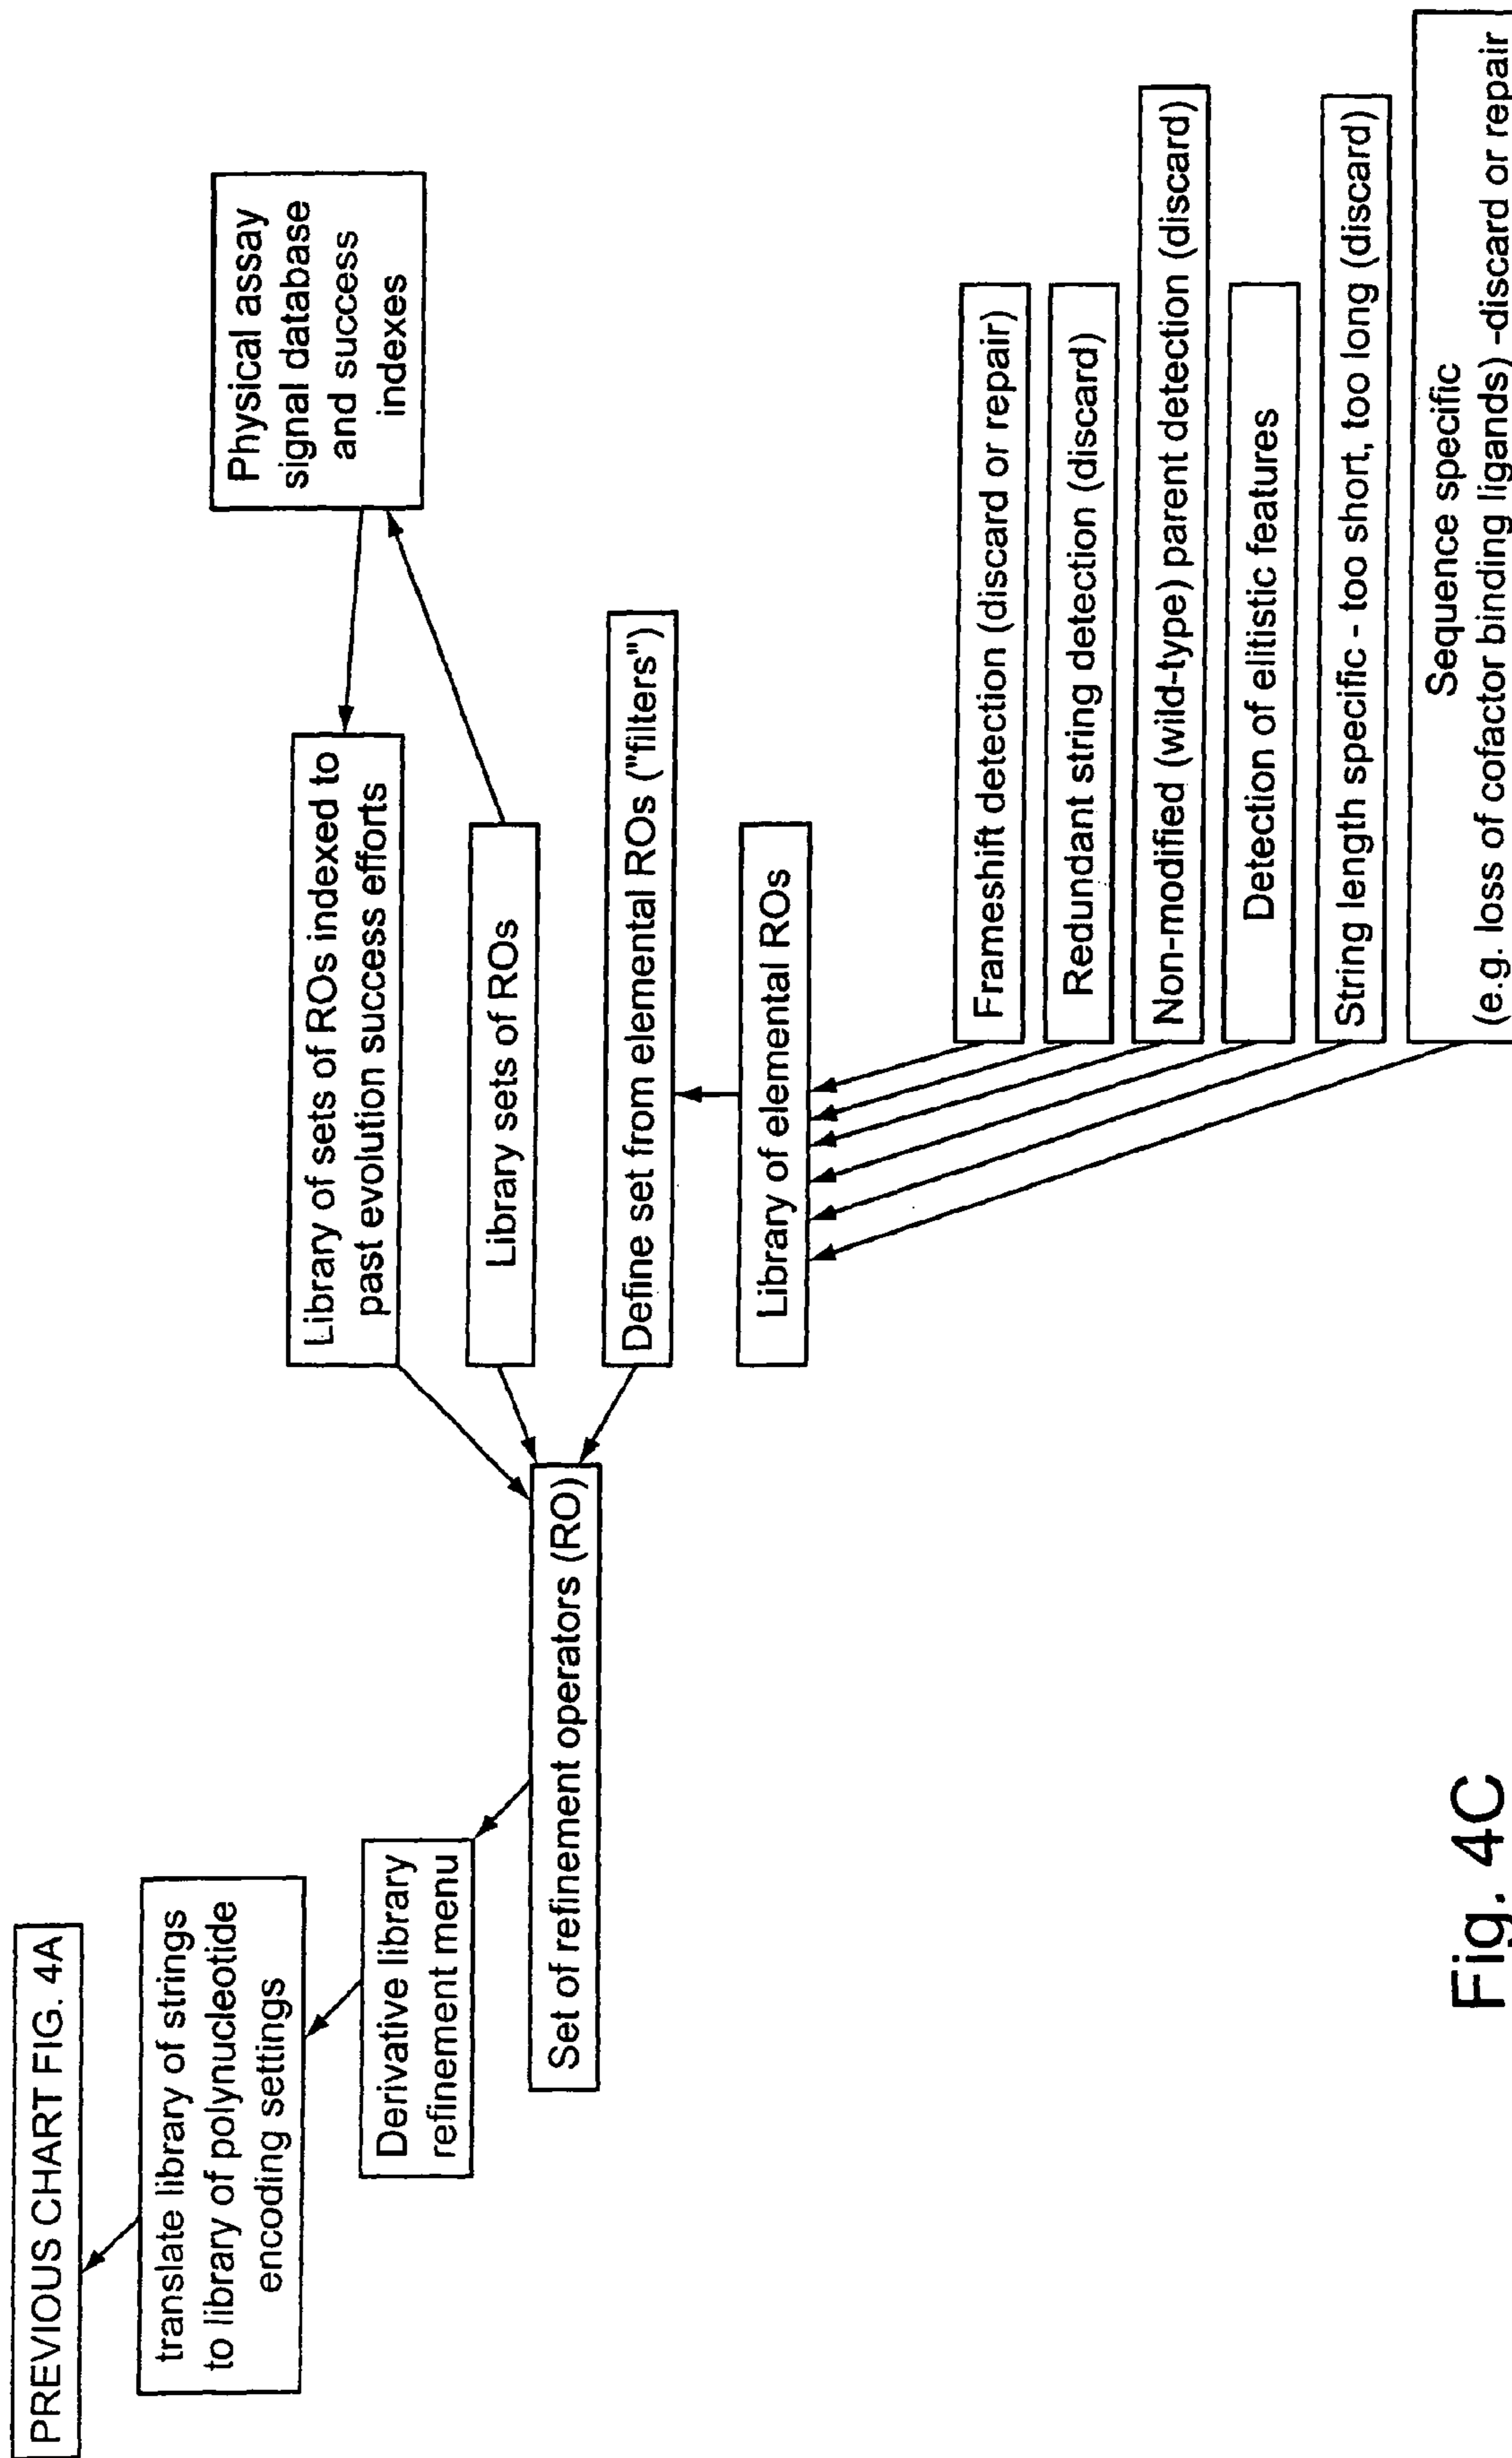 PREVIOUS CHART FIG. 4A
translate library of strings
to library of polynucleotide
encoding settings
Derivative library
refinement menu
Set of refinement operators (RO)
Physical assay
signal database
and success
indexes
Library of sets of ROs indexed to
past evolution success efforts
Library sets of ROs
Define set from elemental ROs ("filters")
Library of elemental ROs
Frameshift detection (discard or repair)
Redundant string detection (discard)
Non-modified (wild-type) parent detection (discard)
Detection of elitistic features
String length specific - too short, too long (discard)
Sequence specific
(e.g. loss of cofactor binding ligands) -discard or repair
Fig. 4C